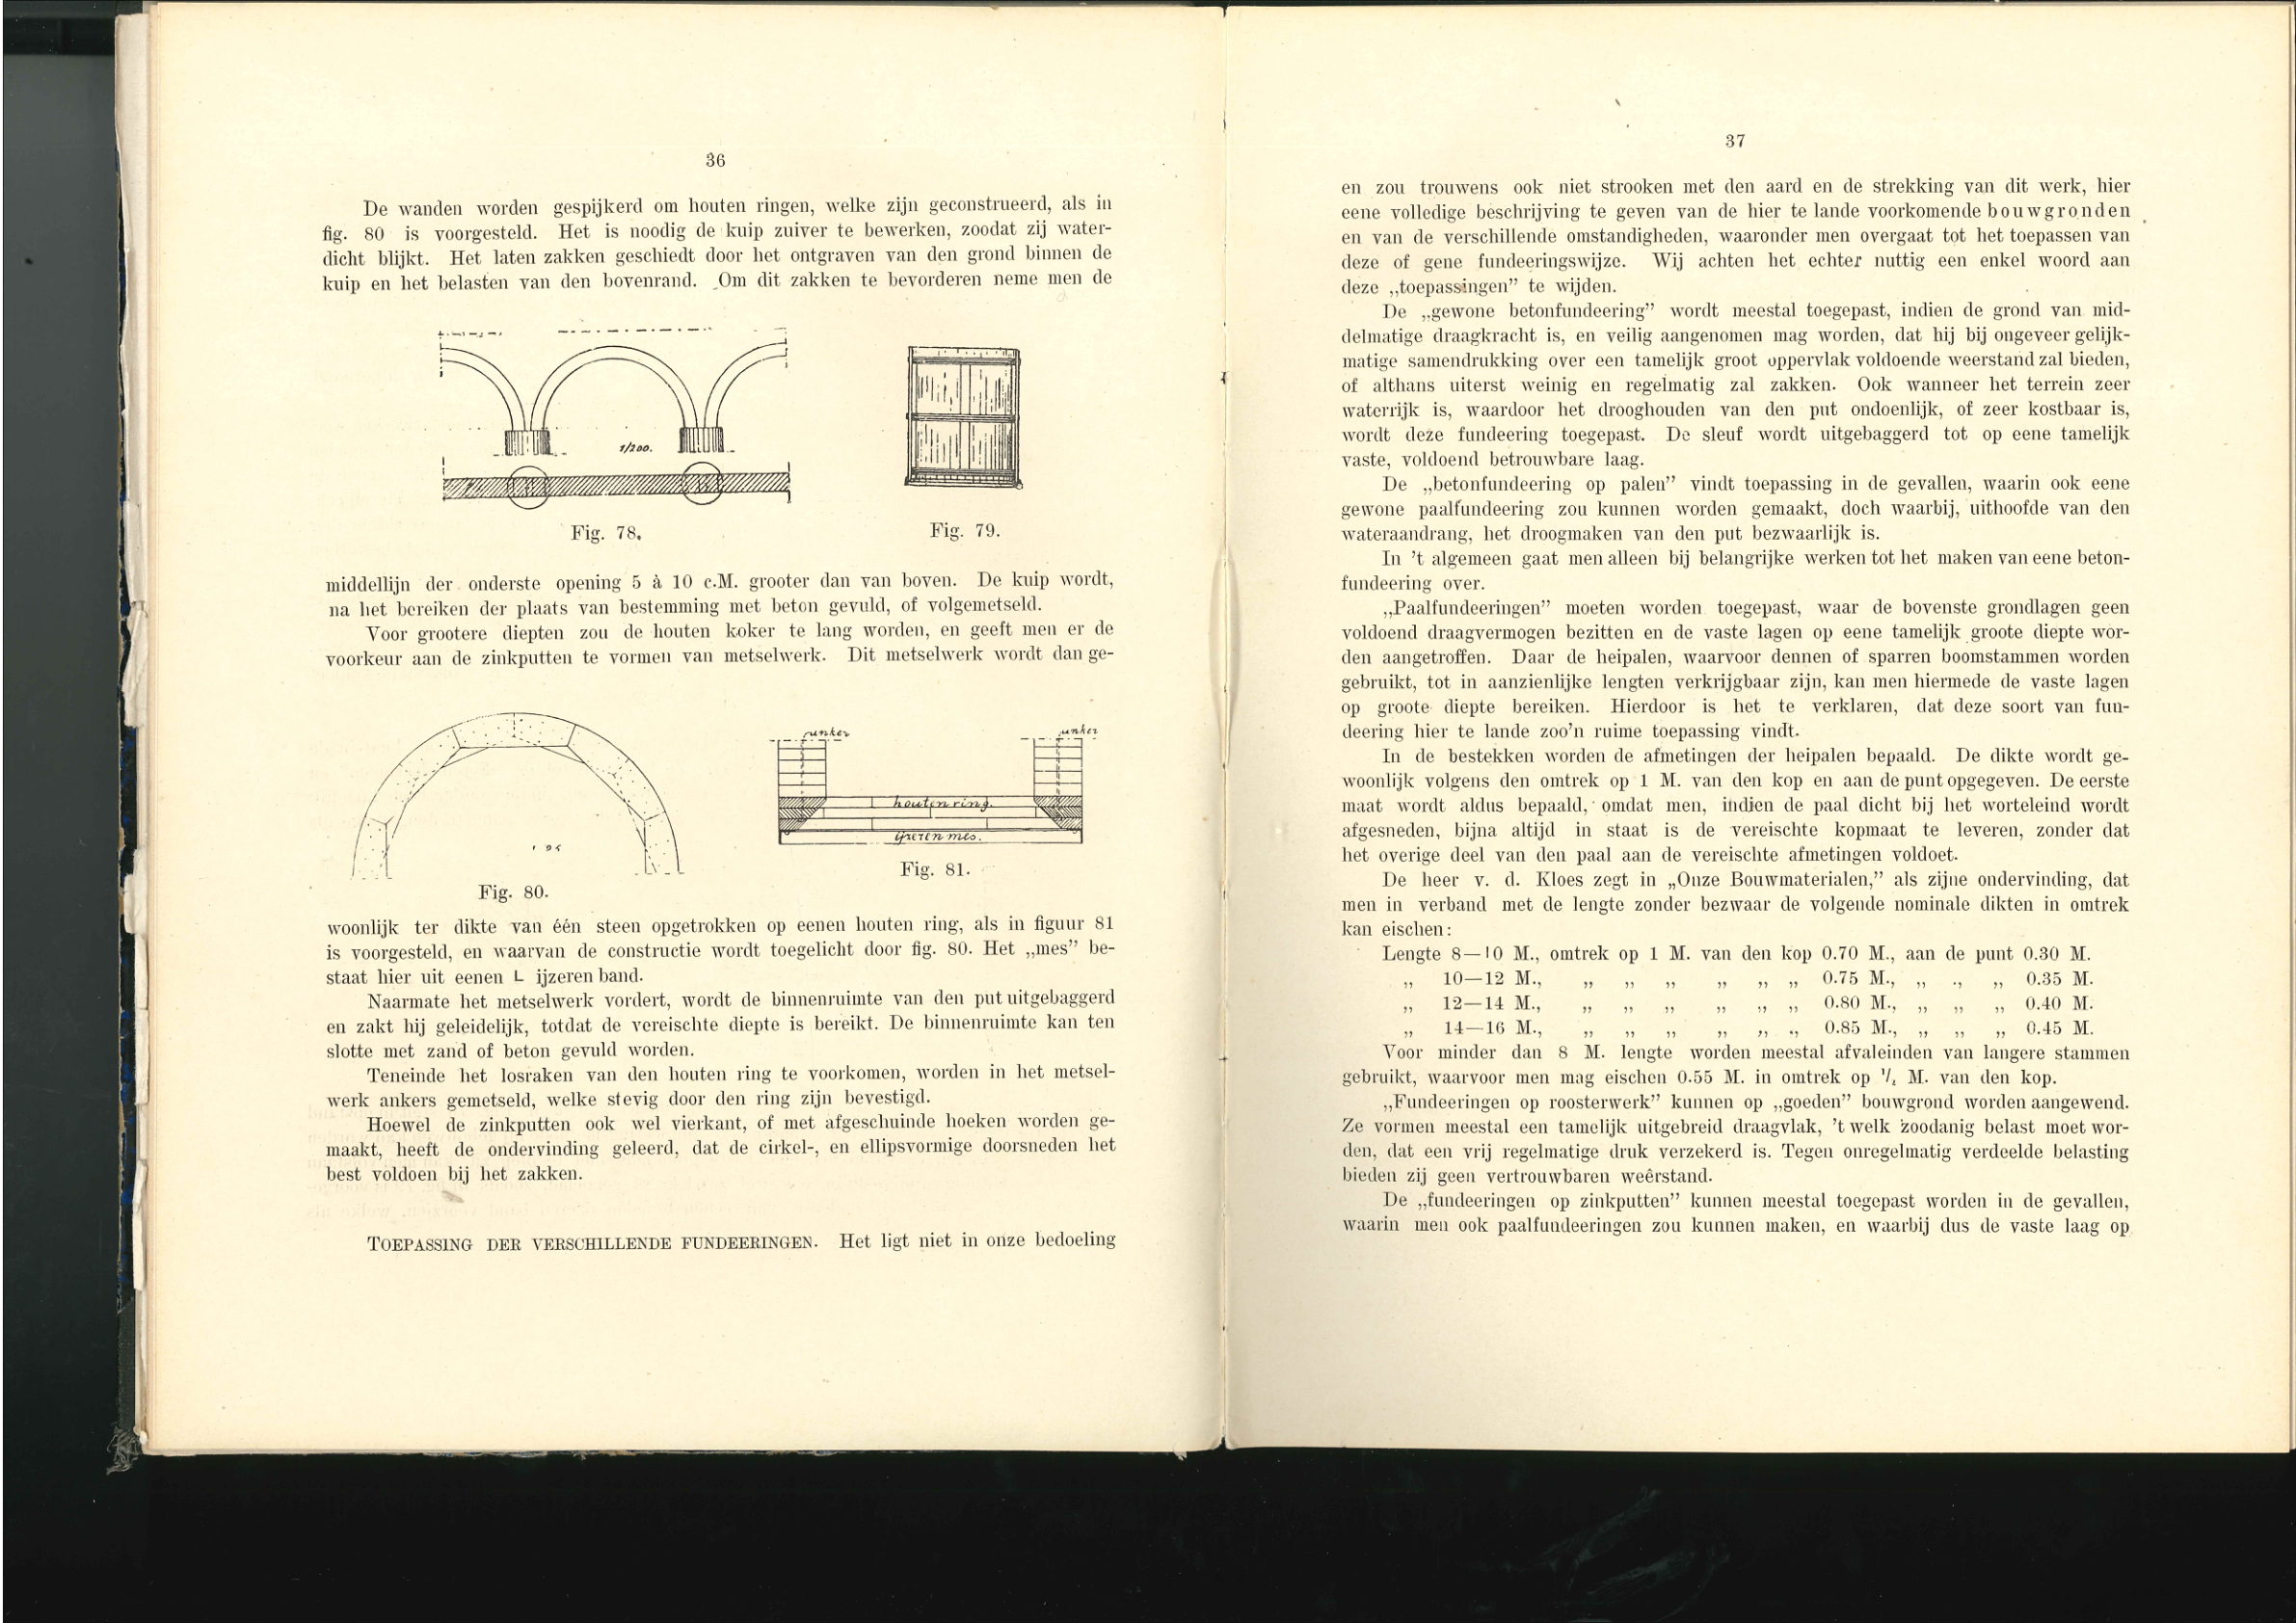 36
De wanden worden gespijkerd om houten ringen, welke zijn geconstrueerd, als in
fig. 80 is voorgesteld. Het is noodig de kuip zuiver te bewerken, zoodat zij water-
dicht blijkt. Het laten zakken geschiedt door het ontgraven van den grond binnen de
kuip en het belasten van den bovenrand. Om dit zakken te bevorderen neme men de
1/200.
Fig. 78.
Fig. 79.
middellijn der onderste opening 5 à 10 c.M. grooter dan van boven. De kuip wordt,
na het bereiken der plaats van bestemming met beton gevuld, of volgemetseld.
Voor grootere diepten zou de houten koker te lang worden, en geeft men er de
voorkeur aan de zinkputten te vormen van metselwerk. Dit metselwerk wordt dan ge-
Fig. 80.
unker
unker
houten ring.
ijzeren mes.
Fig. 81.
woonlijk ter dikte van één steen opgetrokken op eenen houten ring, als in figuur 81
is voorgesteld, en waarvan de constructie wordt toegelicht door fig. 80. Het „mes” be-
staat hier uit eenen L ijzeren band.
Naarmate het metselwerk vordert, wordt de binnenruimte van den put uitgebaggerd
en zakt hij geleidelijk, totdat de vereischte diepte is bereikt. De binnenruimte kan ten
slotte met zand of beton gevuld worden.
Teneinde het losraken van den houten ring te voorkomen, worden in het metsel-
werk ankers gemetseld, welke stevig door den ring zijn bevestigd.
Hoewel de zinkputten ook wel vierkant, of met afgeschuinde hoeken worden ge-
maakt, heeft de ondervinding geleerd, dat de cirkel-, en ellipsvormige doorsneden het
best voldoen bij het zakken.
TOEPASSING DER VERSCHILLENDE FUNDEERINGEN. Het ligt niet in onze bedoeling
37
en zou trouwens ook niet strooken met den aard en de strekking van dit werk, hier
eene volledige beschrijving te geven van de hier te lande voorkomende bouwgronden
en van de verschillende omstandigheden, waaronder men overgaat tot het toepassen van
deze of gene fundeeringswijze. Wij achten het echter nuttig een enkel woord aan
deze „toepassingen” te wijden.
De „gewone betonfundeering” wordt meestal toegepast, indien de grond van mid-
delmatige draagkracht is, en veilig aangenomen mag worden, dat hij bij ongeveer gelijk-
matige samendrukking over een tamelijk groot oppervlak voldoende weerstand zal bieden,
of althans uiterst weinig en regelmatig zal zakken. Ook wanneer het terrein zeer
waterrijk is, waardoor het drooghouden van den put ondoenlijk, of zeer kostbaar is,
wordt deze fundeering toegepast. De sleuf wordt uitgebaggerd tot op eene tamelijk
vaste, voldoend betrouwbare laag.
De „betonfundeering op palen” vindt toepassing in de gevallen, waarin ook eene
gewone paalfundeering zou kunnen worden gemaakt, doch waarbij, uithoofde van den
wateraandrang, het droogmaken van den put bezwaarlijk is.
In 't algemeen gaat men alleen bij belangrijke werken tot het maken van eene beton-
fundeering over.
„Paalfundeeringen” moeten worden toegepast, waar de bovenste grondlagen geen
voldoend draagvermogen bezitten en de vaste lagen op eene tamelijk groote diepte wor-
den aangetroffen. Daar de heipalen, waarvoor dennen of sparren boomstammen worden
gebruikt, tot in aanzienlijke lengten verkrijgbaar zijn, kan men hiermede de vaste lagen
op groote diepte bereiken. Hierdoor is het te verklaren, dat deze soort van fun-
deering hier te lande zoo'n ruime toepassing vindt.
In de bestekken worden de afmetingen der heipalen bepaald. De dikte wordt ge-
woonlijk volgens den omtrek op 1 M. van den kop en aan de punt opgegeven. De eerste
maat wordt aldus bepaald, omdat men, indien de paal dicht bij het worteleind wordt
afgesneden, bijna altijd in staat is de vereischte kopmaat te leveren, zonder dat
het overige deel van den paal aan de vereischte afmetingen voldoet.
De heer v. d. Kloes zegt in „Onze Bouwmaterialen,” als zijne ondervinding, dat
men in verband met de lengte zonder bezwaar de volgende nominale dikten in omtrek
kan eischen:
Lengte 8—10 M., omtrek op 1 M. van den kop 0.70 M., aan de punt 0.30 M.
„ 10—12 M., „ „ „ „ „ „ 0.75 M., „ „ „ 0.35 M.
„ 12—14 M., „ „ „ „ „ „ 0.80 M., „ „ „ 0.40 M.
„ 14—16 M., „ „ „ „ „ „ 0.85 M., „ „ „ 0.45 M.
Voor minder dan 8 M. lengte worden meestal afvaleinden van langere stammen
gebruikt, waarvoor men mag eischen 0.55 M. in omtrek op M. van den kop.
„Fundeeringen op roosterwerk” kunnen op „goeden” bouwgrond worden aangewend.
Ze vormen meestal een tamelijk uitgebreid draagvlak, 't welk zoodanig belast moet wor-
den, dat een vrij regelmatige druk verzekerd is. Tegen onregelmatig verdeelde belasting
bieden zij geen vertrouwbaren weêrstand.
De „fundeeringen op zinkputten” kunnen meestal toegepast worden in de gevallen,
waarin men ook paalfundeeringen zou kunnen maken, en waarbij dus de vaste laag op